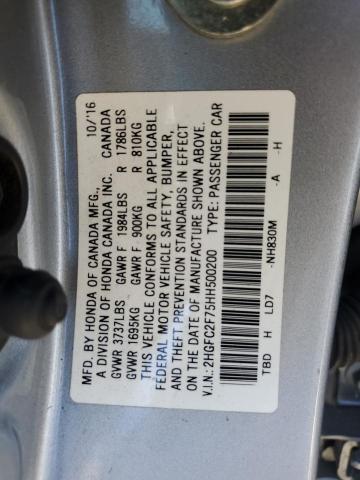 MFD. BY HONDA OF CANADA MFG., 10/'16
A DIVISION OF HONDA CANADA INC. CANADA
GVWR 3737LBS GAWR F 1984LBS R 1786LBS
GVWR 1695KG GAWR F 900KG R 810KG
THIS VEHICLE CONFORMS TO ALL APPLICABLE
FEDERAL MOTOR VEHICLE SAFETY, BUMPER,
AND THEFT PREVENTION STANDARDS IN EFFECT
ON THE DATE OF MANUFACTURE SHOWN ABOVE.
V.I.N.: 2HGFC2F75HH500200 TYPE: PASSENGER CAR
TBD H LD7 -NH830M -A -H